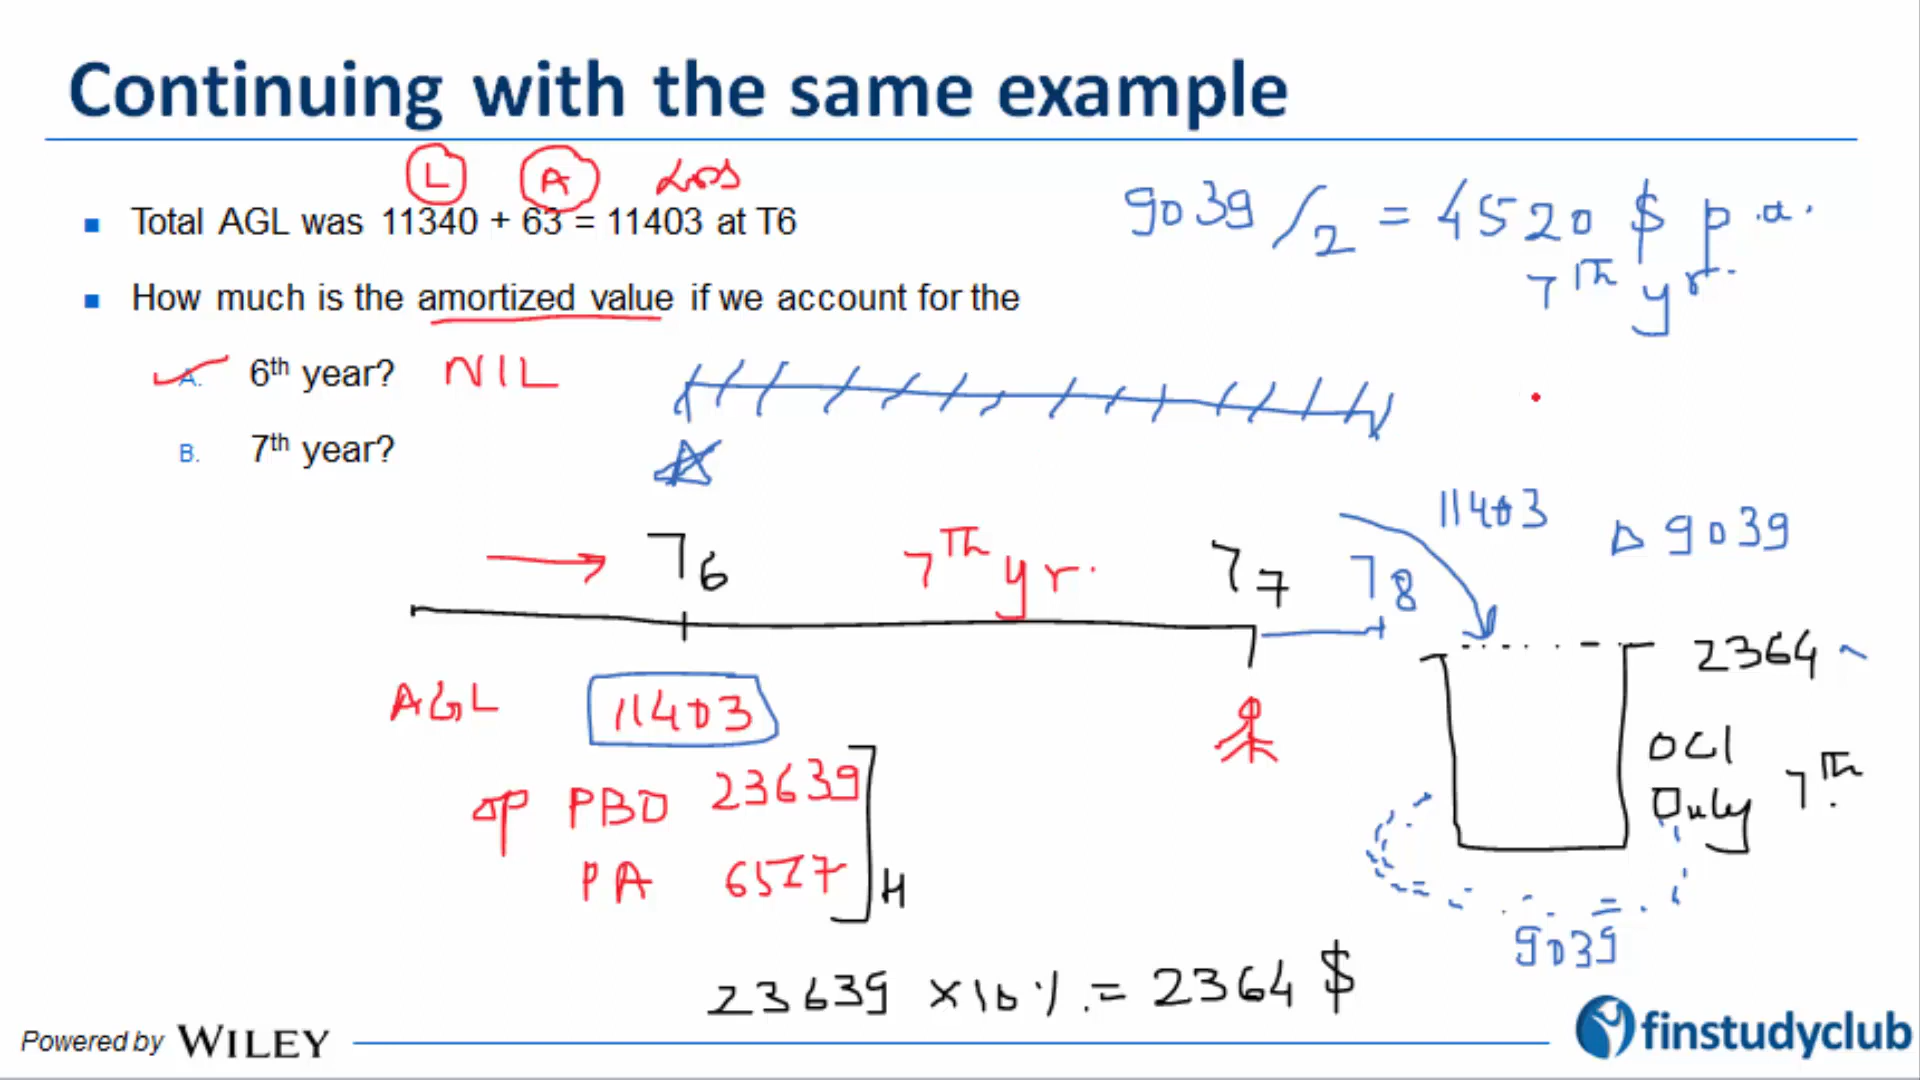 Continuing with the same example
L A Loss
Total AGL was 11340 + 63 = 11403 at T6
9039/2 = 4520 $ p.a.
7th yr.
How much is the amortized value if we account for the
A. 6th year? NIL
B. 7th year?
11403 Δ 9039
T6 7th yr. T7 T8
2364
AGL 11403
OCI
Only 7th
op PBO 23639
PA 6517
H
9039
23639 × 10% = 2364 $
Powered by WILEY
finstudyclub